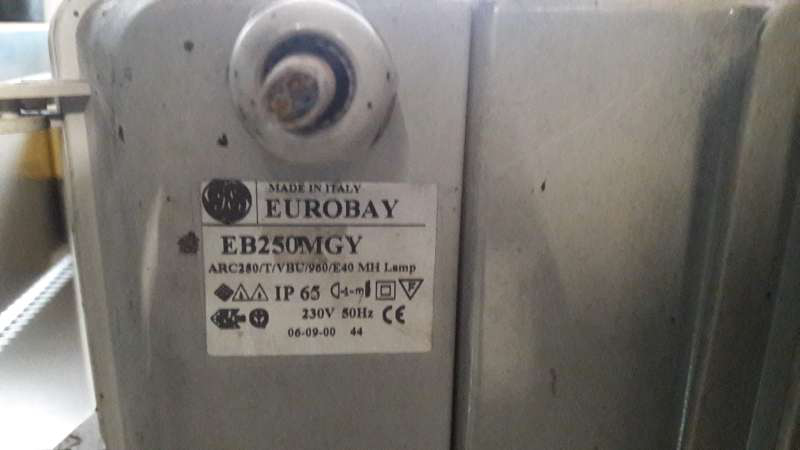 MADE IN ITALY
EUROBAY
EB250MGY
ARC250/T/VBU/960/E40 MH Lamp
IP 65
230V 50Hz CE
06-09-00 44